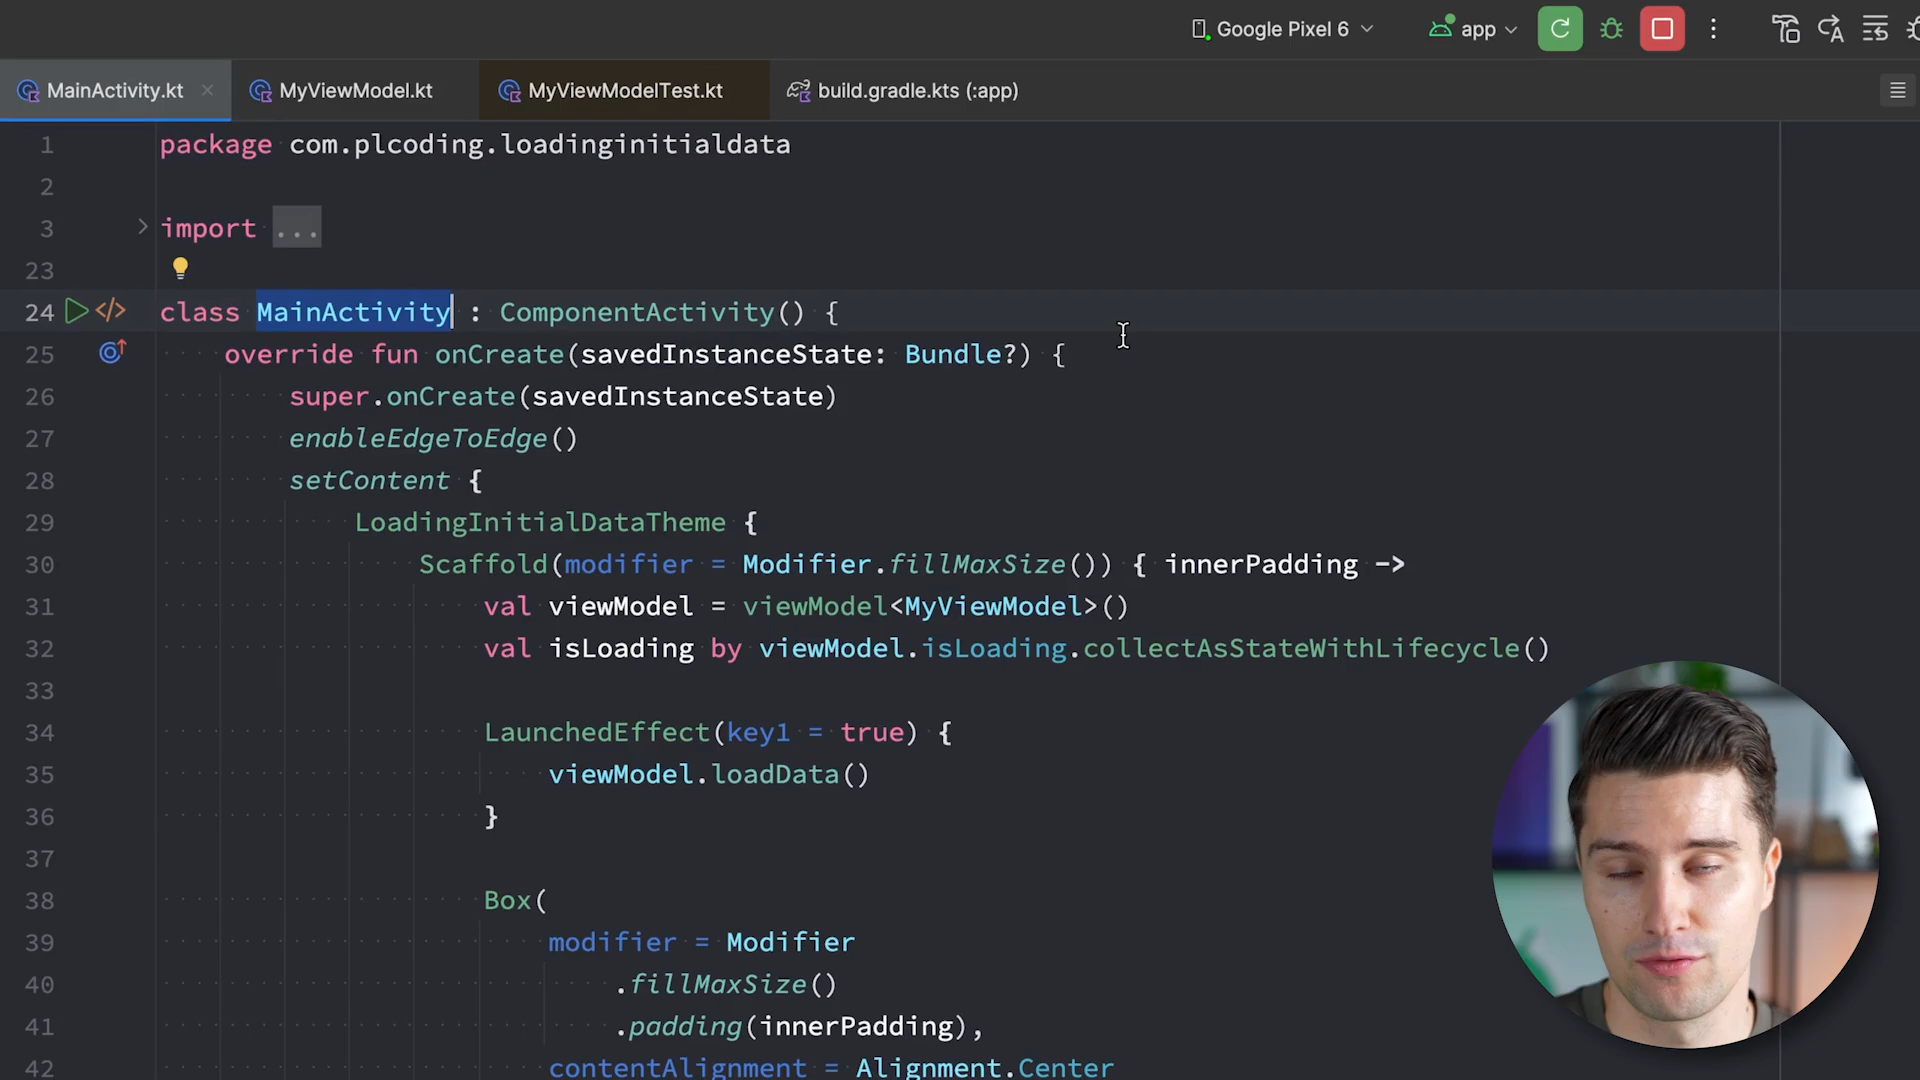 Google Pixel 6 app
MainActivity.kt MyViewModel.kt MyViewModelTest.kt build.gradle.kts (:app)
1 package com.plcoding.loadinginitialdata
2
3 import ...
23
24 class MainActivity : ComponentActivity() {
25 override fun onCreate(savedInstanceState: Bundle?) {
26 super.onCreate(savedInstanceState)
27 enableEdgeToEdge()
28 setContent {
29 LoadingInitialDataTheme {
30 Scaffold(modifier = Modifier.fillMaxSize()) { innerPadding ->
31 val viewModel = viewModel<MyViewModel>()
32 val isLoading by viewModel.isLoading.collectAsStateWithLifecycle()
33
34 LaunchedEffect(key1 = true) {
35 viewModel.loadData()
36 }
37
38 Box(
39 modifier = Modifier
40 .fillMaxSize()
41 .padding(innerPadding),
42 contentAlignment = Alignment.Center